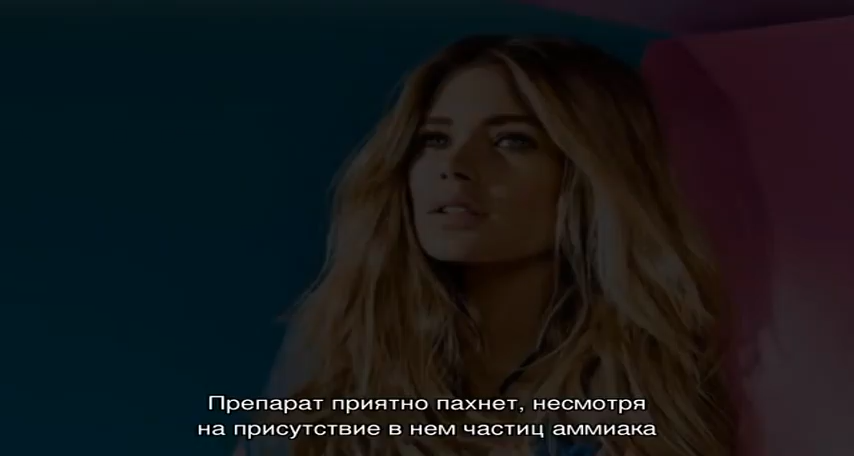 Препарат приятно пахнет, несмотря
на присутствие в нем частиц аммиака